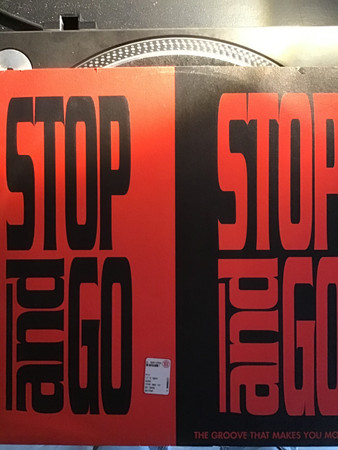 STOP
and
GO
STOP
and
GO
THE GROOVE THAT MAKES YOU MO